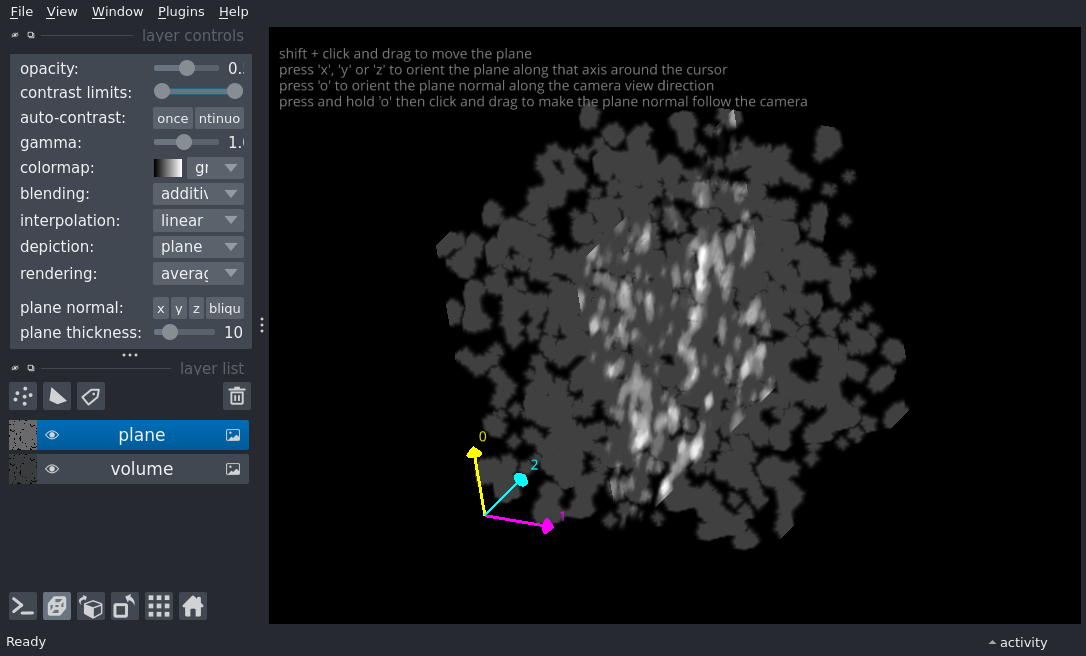 File View Window Plugins Help
layer controls
opacity: 0.
contrast limits:
auto-contrast: once ntinuo
gamma: 1.
colormap: gr
blending: additiv
interpolation: linear
depiction: plane
rendering: averag
plane normal: x y z bliqu
plane thickness: 10
layer list
plane
volume
Ready
shift + click and drag to move the plane
press 'x', 'y' or 'z' to orient the plane along that axis around the cursor
press 'o' to orient the plane normal along the camera view direction
press and hold 'o' then click and drag to make the plane normal follow the camera
0
2
1
activity